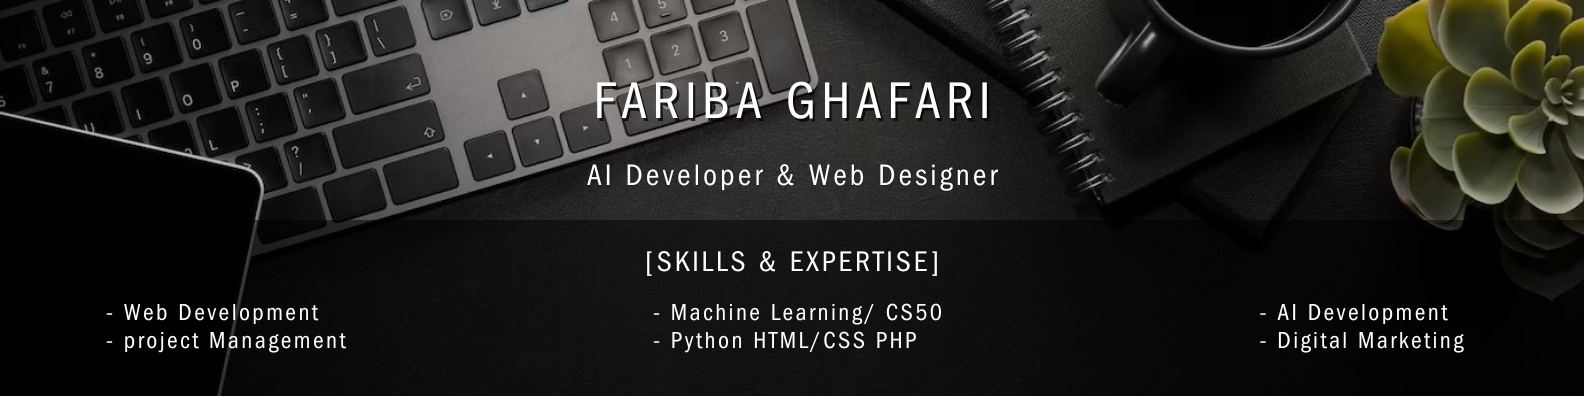 FARIBA GHAFARI
AI Developer & Web Designer
[SKILLS & EXPERTISE]
- Web Development
- project Management
- Machine Learning/ CS50
- Python HTML/CSS PHP
- AI Development
- Digital Marketing